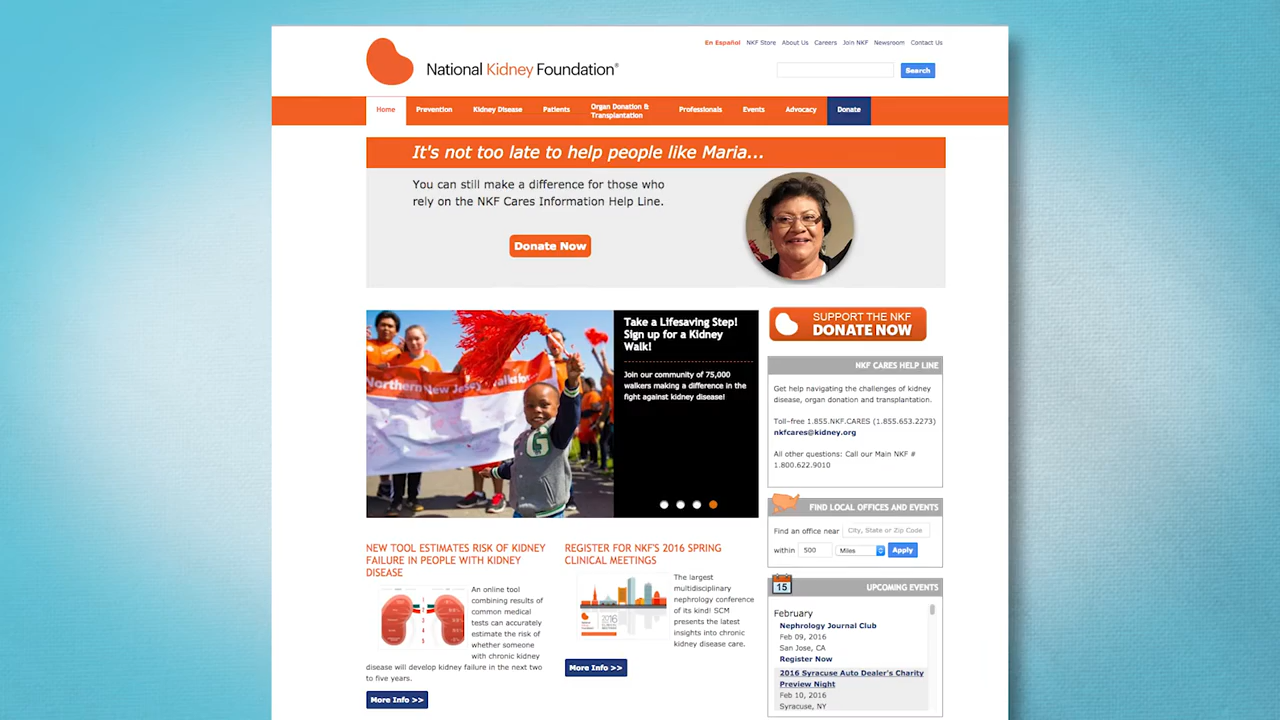 En Español NKF Store About Us Careers Join NKF Newsroom Contact Us
National Kidney Foundation®
Search
Home Prevention Kidney Disease Patients Organ Donation & Transplantation Professionals Events Advocacy Donate
It's not too late to help people like Maria...
You can still make a difference for those who
rely on the NKF Cares Information Help Line.
Donate Now
Northern New Jersey Walks for
G
Take a Lifesaving Step!
Sign up for a Kidney
Walk!
Join our community of 75,000
walkers making a difference in the
fight against kidney disease!
SUPPORT THE NKF
DONATE NOW
NKF CARES HELP LINE
Get help navigating the challenges of kidney
disease, organ donation and transplantation.
Toll-free 1.855.NKF.CARES (1.855.653.2273)
nkfcares@kidney.org
All other questions: Call our Main NKF #
1.800.622.9010
FIND LOCAL OFFICES AND EVENTS
Find an office near City, State or Zip Code
within 500 Miles Apply
UPCOMING EVENTS
15
February
Nephrology Journal Club
Feb 09, 2016
San Jose, CA
Register Now
2016 Syracuse Auto Dealer's Charity
Preview Night
Feb 10, 2016
Syracuse, NY
NEW TOOL ESTIMATES RISK OF KIDNEY
FAILURE IN PEOPLE WITH KIDNEY
DISEASE
An online tool
combining results of
common medical
tests can accurately
estimate the risk of
whether someone
with chronic kidney
disease will develop kidney failure in the next two
to five years.
More Info >>
REGISTER FOR NKF'S 2016 SPRING
CLINICAL MEETINGS
The largest
multidisciplinary
nephrology conference
of its kind! SCM
presents the latest
insights into chronic
kidney disease care.
2016
More Info >>